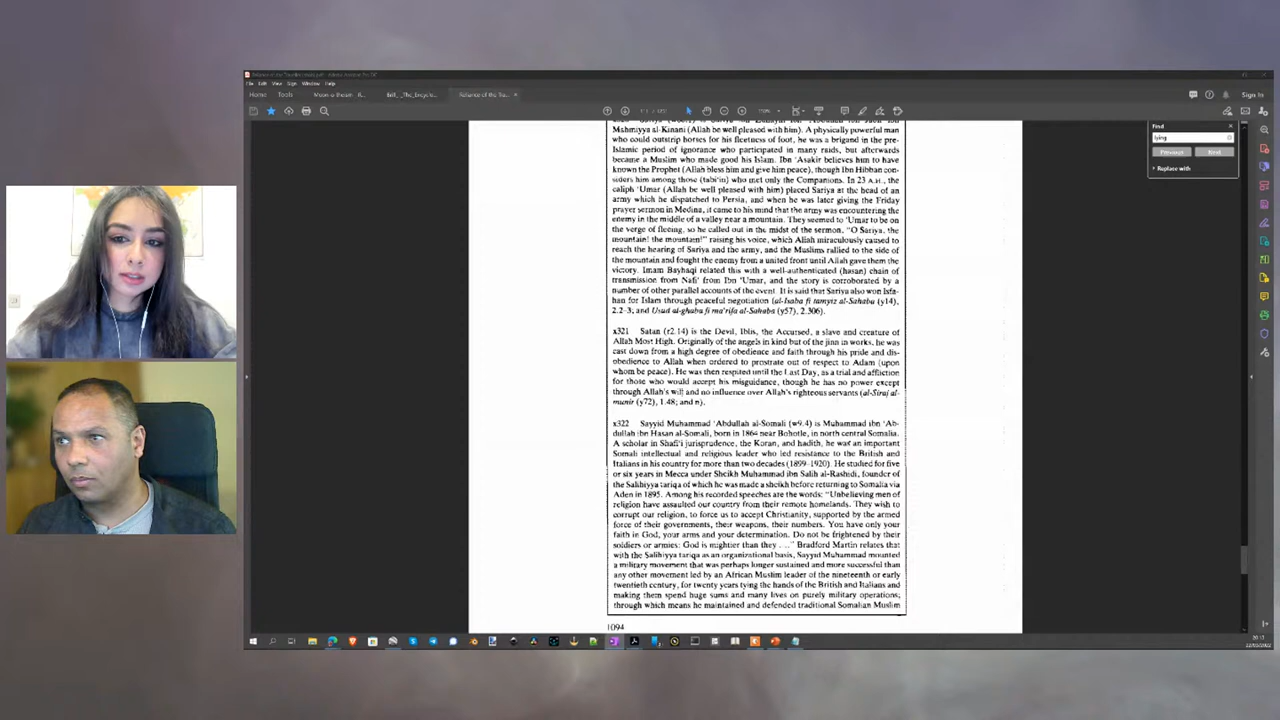 File Edit View Sign Window Help
Home Tools Reliance of the Tra... × Sign In
Find
lying
Previous Next
Replace with
Mahmiyya al-Kinani (Allah be well pleased with him). A physically powerful man
who could outstrip horses for his fleetness of foot, he was a brigand in the pre-
Islamic period of ignorance who participated in many raids, but afterwards
became a Muslim who made good his Islam. Ibn 'Asakir believes him to have
known the Prophet (Allah bless him and give him peace), though Ibn Hibban con-
siders him among those (tabi'in) who met only the Companions. In 23 A.H., the
caliph 'Umar (Allah be well pleased with him) placed Sariya at the head of an
army which he dispatched to Persia, and when he was later giving the Friday
prayer sermon in Medina, it came to his mind that the army was encountering the
enemy in the middle of a valley near a mountain. They seemed to 'Umar to be on
the verge of fleeing, so he called out in the midst of the sermon, "O Sariya, the
mountain! the mountain!" raising his voice, which Allah miraculously caused to
reach the hearing of Sariya and the army, and the Muslims rallied to the side of
the mountain and fought the enemy from a united front until Allah gave them the
victory. Imam Bayhaqi related this with a well-authenticated (hasan) chain of
transmission from Nafi' from Ibn 'Umar, and the story is corroborated by a
number of other parallel accounts of the event. It is said that Sariya also won Isfa-
han for Islam through peaceful negotiation (al-Isaba fi tamyiz al-Sahaba (y14),
2.2-3; and Usud al-ghaba fi ma'rifa al-Sahaba (y57), 2.306).
x321 Satan (r2.14) is the Devil, Iblis, the Accursed, a slave and creature of
Allah Most High. Originally of the angels in kind but of the jinn in works, he was
cast down from a high degree of obedience and faith through his pride and dis-
obedience to Allah when ordered to prostrate out of respect to Adam (upon
whom be peace). He was then respited until the Last Day, as a trial and affliction
for those who would accept his misguidance, though he has no power except
through Allah's will and no influence over Allah's righteous servants (al-Siraj al-
munir (y72), 1.48; and n).
x322 Sayyid Muhammad 'Abdullah al-Somali (w9.4) is Muhammad ibn 'Ab-
dullah ibn Hasan al-Somali, born in 1864 near Bohotle, in north central Somalia.
A scholar in Shafi'i jurisprudence, the Koran, and hadith, he was an important
Somali intellectual and religious leader who led resistance to the British and
Italians in his country for more than two decades (1899-1920). He studied for five
or six years in Mecca under Sheikh Muhammad ibn Salih al-Rashidi, founder of
the Salihiyya tariqa of which he was made a sheikh before returning to Somalia via
Aden in 1895. Among his recorded speeches are the words: "Unbelieving men of
religion have assaulted our country from their remote homelands. They wish to
corrupt our religion, to force us to accept Christianity, supported by the armed
force of their governments, their weapons, their numbers. You have only your
faith in God, your arms and your determination. Do not be frightened by their
soldiers or armies: God is mightier than they . . ." Bradford Martin relates that
with the Salihiyya tariqa as an organizational basis, Sayyid Muhammad mounted
a military movement that was perhaps longer sustained and more successful than
any other movement led by an African Muslim leader of the nineteenth or early
twentieth century, for twenty years tying the hands of the British and Italians and
making them spend huge sums and many lives on purely military operations;
through which means he maintained and defended traditional Somalian Muslim
1094